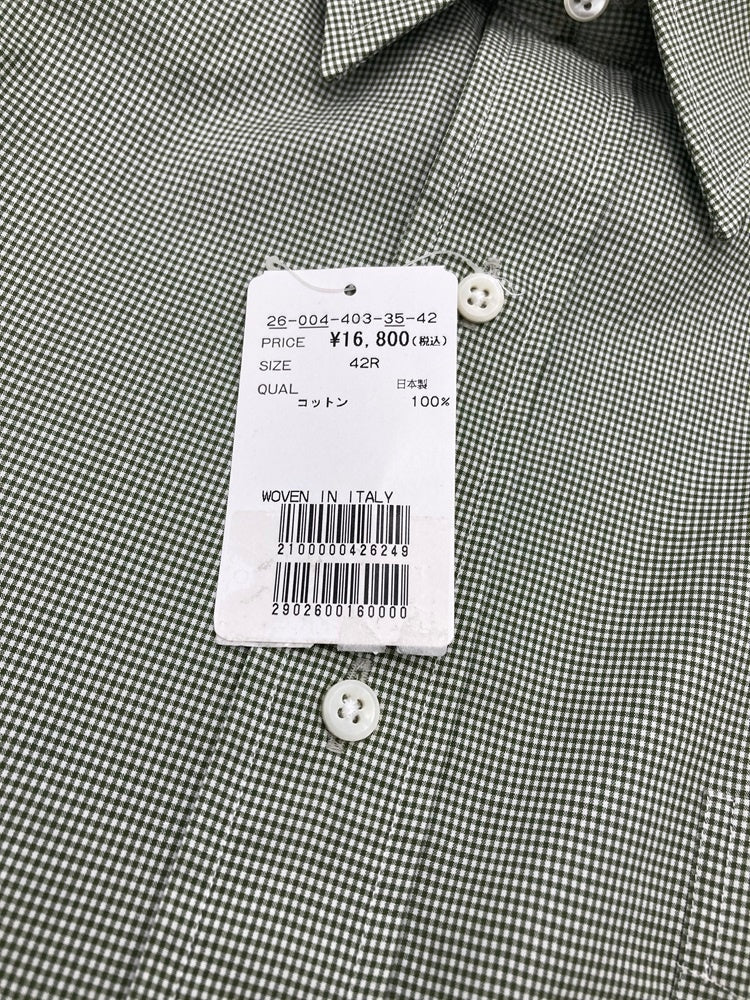 26-004-403-35-42
PRICE ¥16,800(税込)
SIZE 42R
QUAL 日本製
コットン 100%
WOVEN IN ITALY
2100000426249
2902600160000